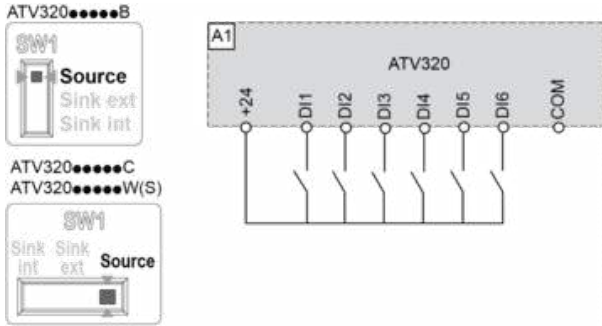 ATV320●●●●●B
SW1
Source
Sink ext
Sink int
ATV320●●●●●C
ATV320●●●●●W(S)
SW1
Sink int
Sink ext
Source
A1
ATV320
+24
DI1
DI2
DI3
DI4
DI5
DI6
COM